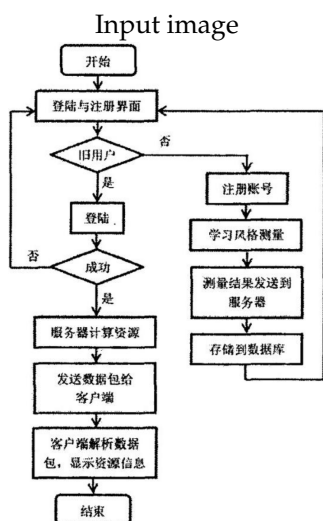 Input image
开始
登陆与注册界面
旧用户
否
是
注册账号
登陆
学习风格测量
否
成功
测量结果发送到
服务器
是
服务器计算资源
存储到数据库
发送数据包给
客户端
客户端解析数据
包，显示资源信息
结束